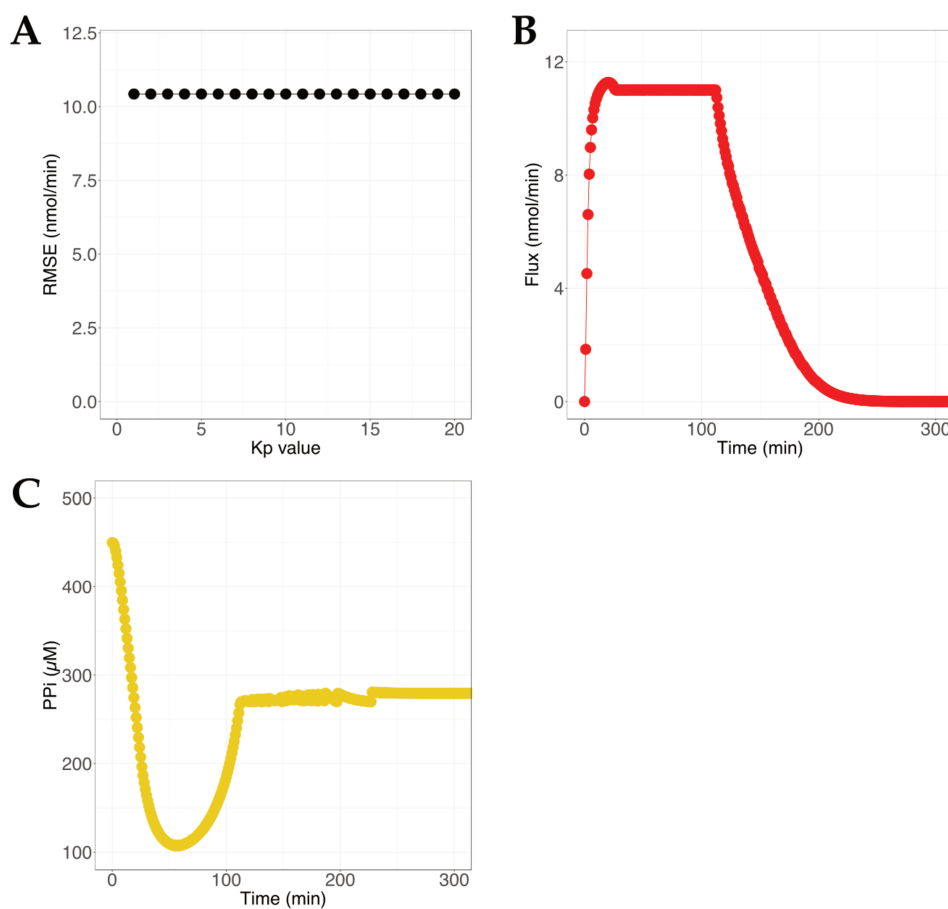 A
12.5
10.0
7.5
5.0
2.5
0.0
RMSE (nmol/min)
0 5 10 15 20
Kp value
B
12
8
4
0
Flux (nmol/min)
0 100 200 300
Time (min)
C
500
400
300
200
100
PPi (µM)
0 100 200 300
Time (min)